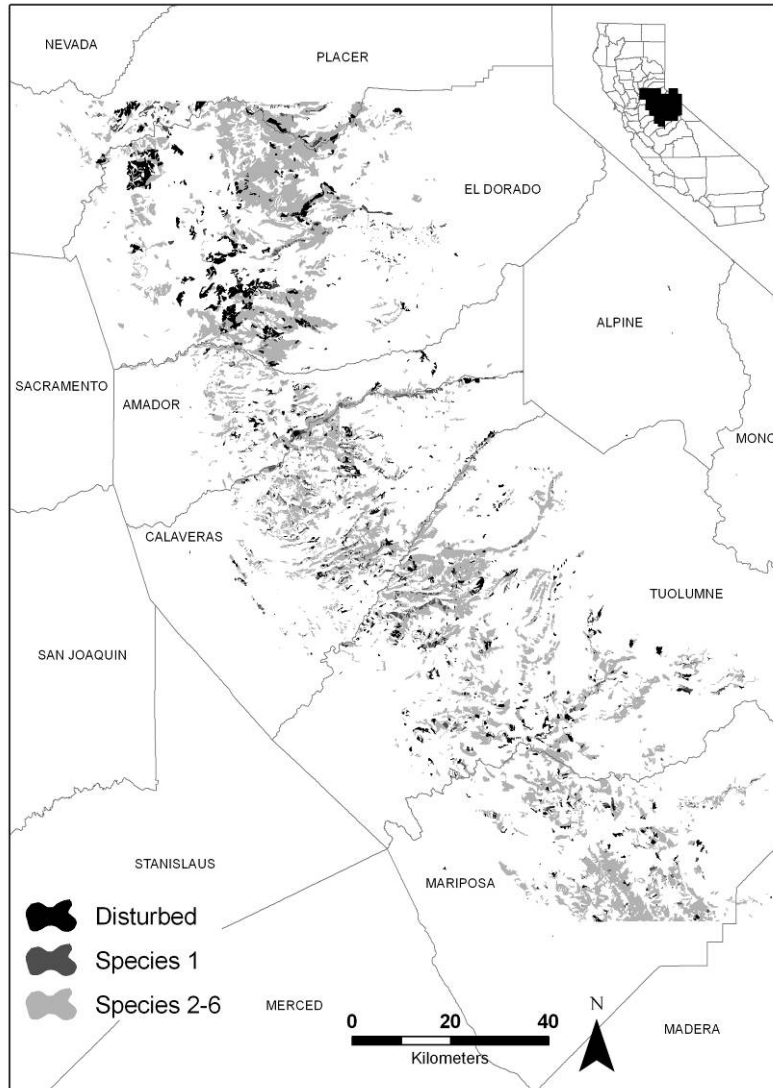 NEVADA
PLACER
EL DORADO
ALPINE
SACRAMENTO
AMADOR
MONO
CALAVERAS
TUOLUMNE
SAN JOAQUIN
STANISLAUS
MARIPOSA
Disturbed
Species 1
Species 2-6
MERCED
N
0 20 40
Kilometers
MADERA